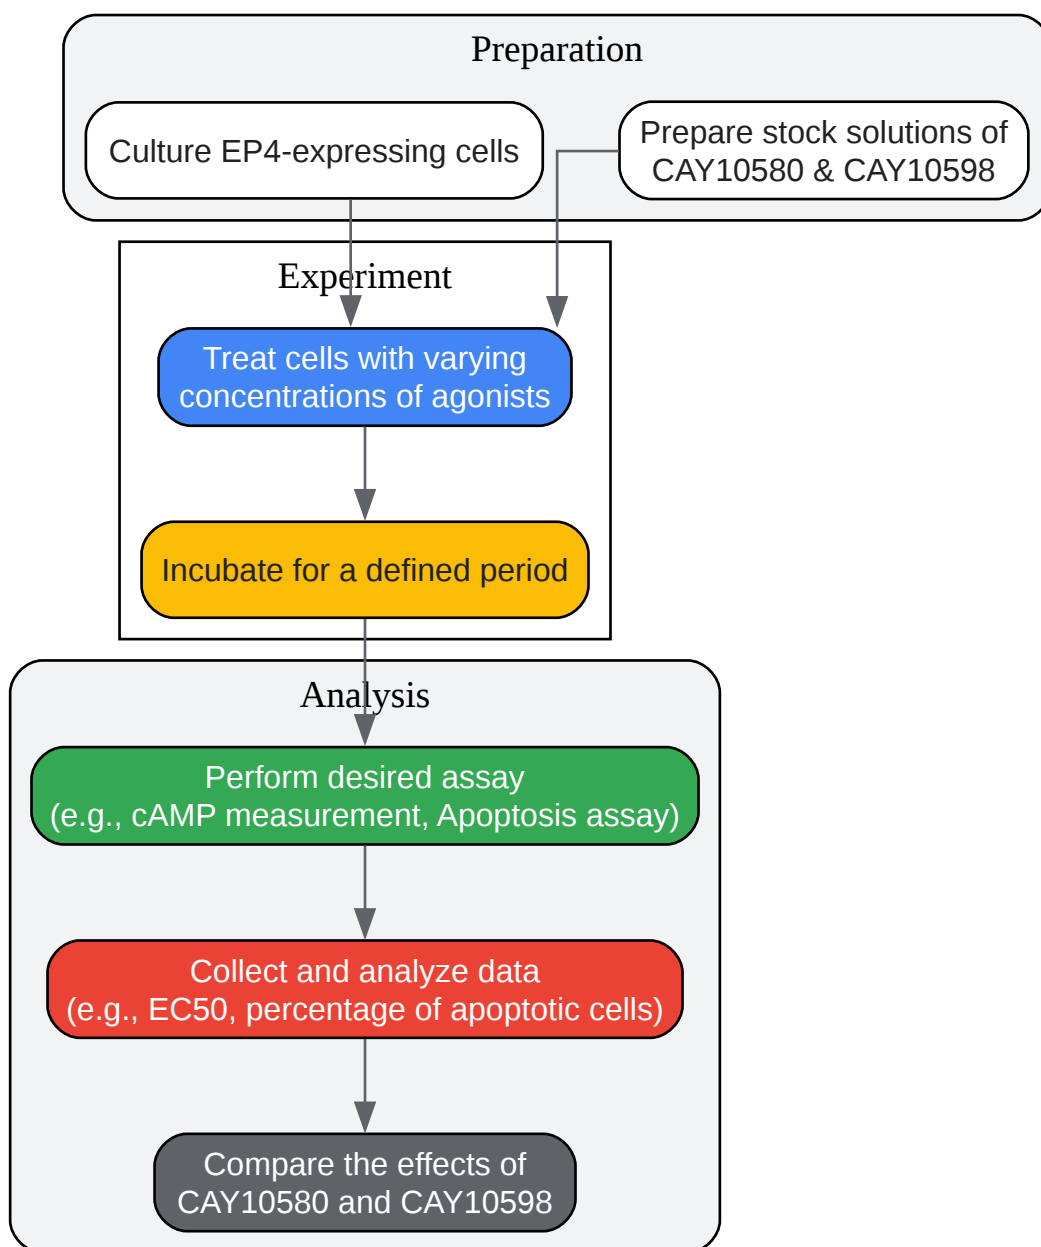 Preparation
Culture EP4-expressing cells
Prepare stock solutions of
CAY10580 & CAY10598
Experiment
Treat cells with varying
concentrations of agonists
Incubate for a defined period
Analysis
Perform desired assay
(e.g., cAMP measurement, Apoptosis assay)
Collect and analyze data
(e.g., EC50, percentage of apoptotic cells)
Compare the effects of
CAY10580 and CAY10598